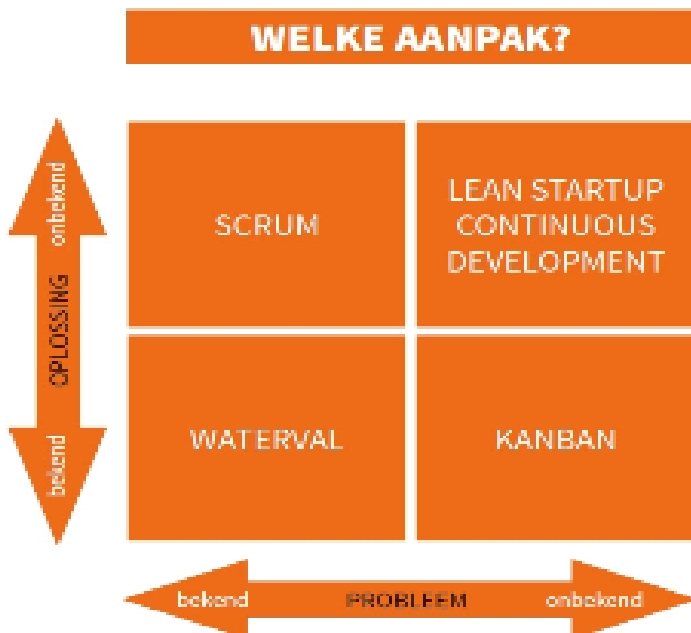 WELKE AANPAK?
onbekend
OPLOSSING
bekend
SCRUM
LEAN STARTUP
CONTINUOUS
DEVELOPMENT
WATERVAL
KANBAN
bekend
PROBLEEM
onbekend